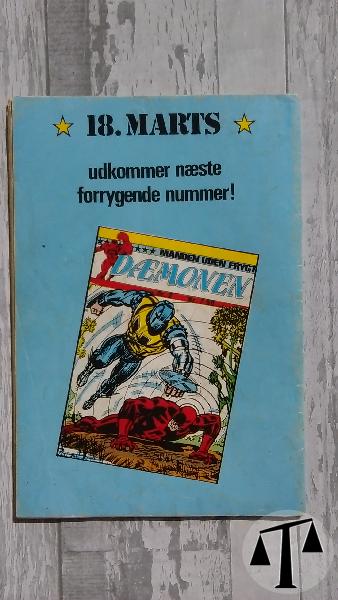 18. MARTS
udkommer næste
forrygende nummer!
MANDEN UDEN FRYGT
DÆMONEN